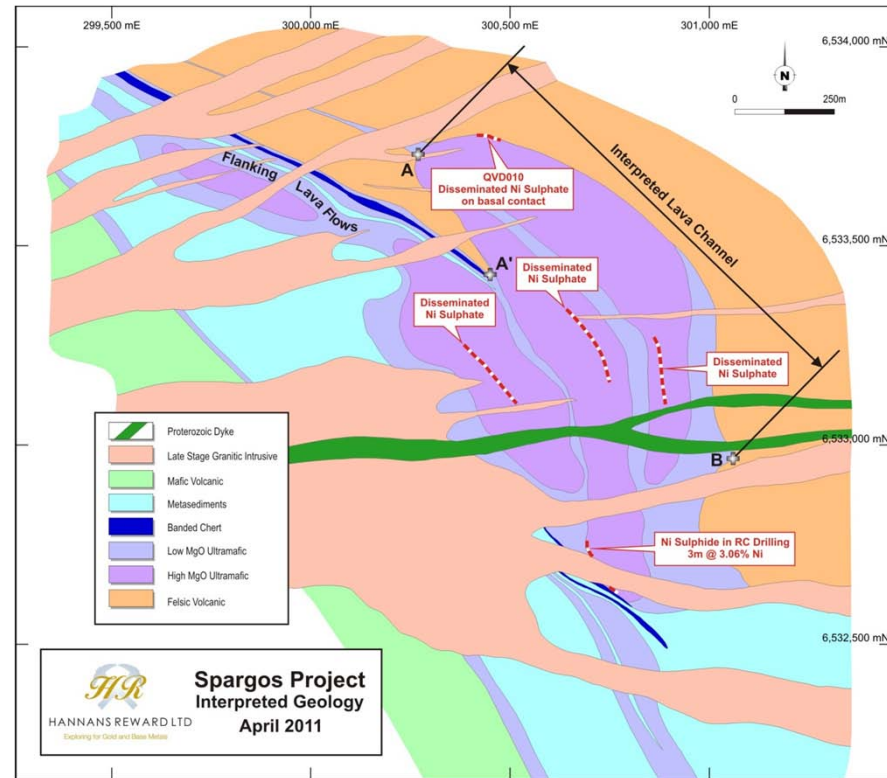 299,500 mE
300,000 mE
300,500 mE
301,000 mE
6,534,000 mN
N
0
250m
Interpreted Lava Channel
A
QVD010
Disseminated Ni Sulphate
on basal contact
Flanking
Lava Flows
6,533,500 mN
A'
Disseminated
Ni Sulphate
Disseminated
Ni Sulphate
Disseminated
Ni Sulphate
6,533,000 mN
B
Ni Sulphide in RC Drilling
3m @ 3.06% Ni
6,532,500 mN
Proterozoic Dyke
Late Stage Granitic Intrusive
Mafic Volcanic
Metasediments
Banded Chert
Low MgO Ultramafic
High MgO Ultramafic
Felsic Volcanic
HR
HANNANS REWARD LTD
Exploring for Gold and Base Metals
Spargos Project
Interpreted Geology
April 2011